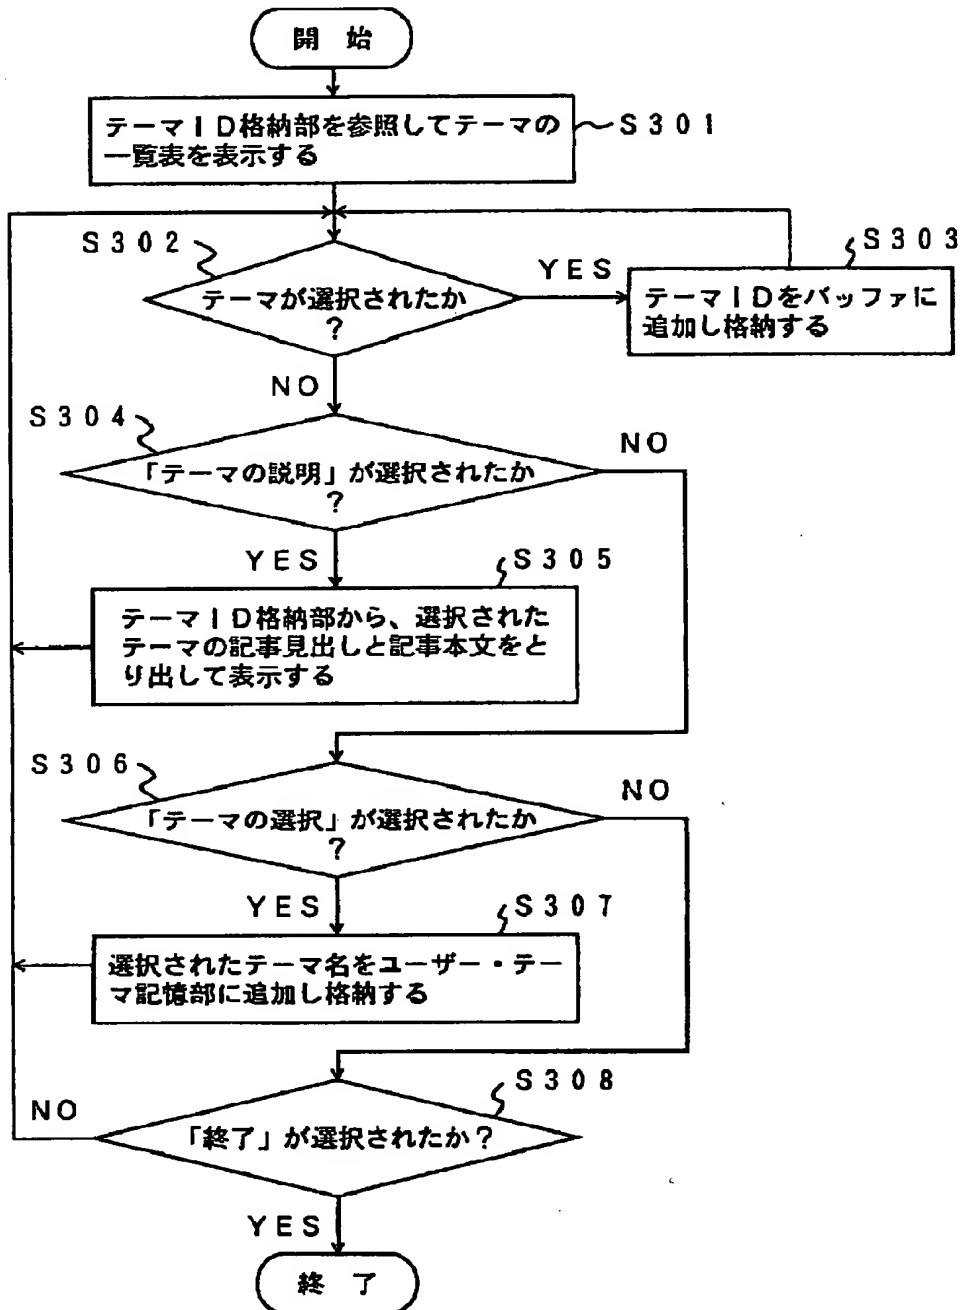 開 始
テーマID格納部を参照してテーマの
一覧表を表示する
S301
S302
テーマが選択されたか
?
YES
S303
テーマIDをバッファに
追加し格納する
NO
S304
「テーマの説明」が選択されたか
?
NO
YES
S305
テーマID格納部から、選択された
テーマの記事見出しと記事本文をと
り出して表示する
S306
「テーマの選択」が選択されたか
?
NO
YES
S307
選択されたテーマ名をユーザー・テー
マ記憶部に追加し格納する
S308
「終了」が選択されたか?
NO
YES
終 了